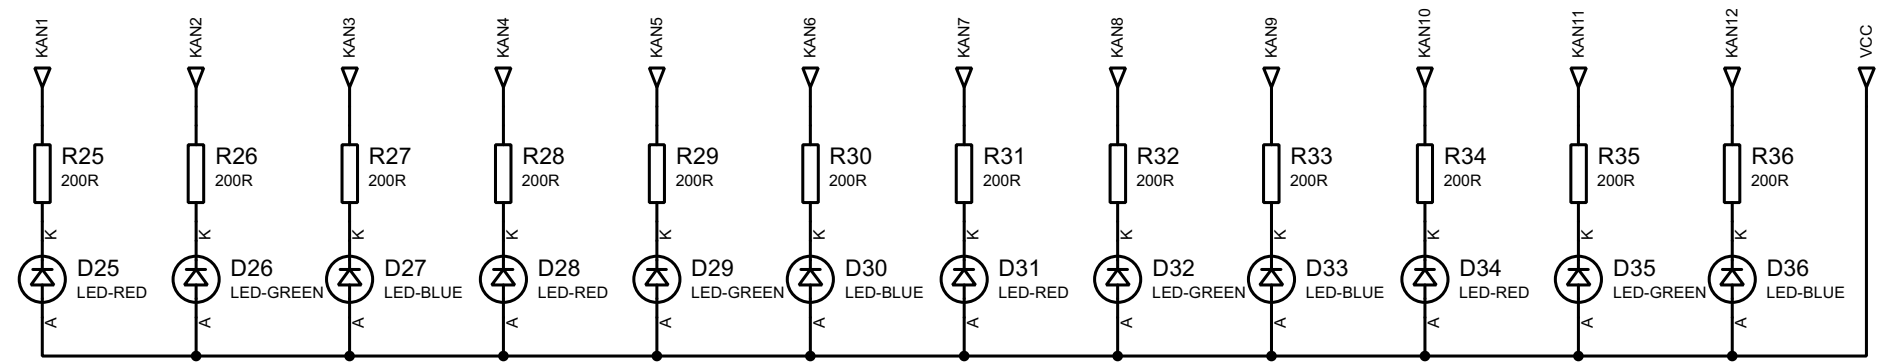 KAN1 KAN2 KAN3 KAN4 KAN5 KAN6 KAN7 KAN8 KAN9 KAN10 KAN11 KAN12 VCC
R25 R26 R27 R28 R29 R30 R31 R32 R33 R34 R35 R36
200R 200R 200R 200R 200R 200R 200R 200R 200R 200R 200R 200R
K K K K K K K K K K K K
D25 D26 D27 D28 D29 D30 D31 D32 D33 D34 D35 D36
LED-RED LED-GREEN LED-BLUE LED-RED LED-GREEN LED-BLUE LED-RED LED-GREEN LED-BLUE LED-RED LED-GREEN LED-BLUE
A A A A A A A A A A A A